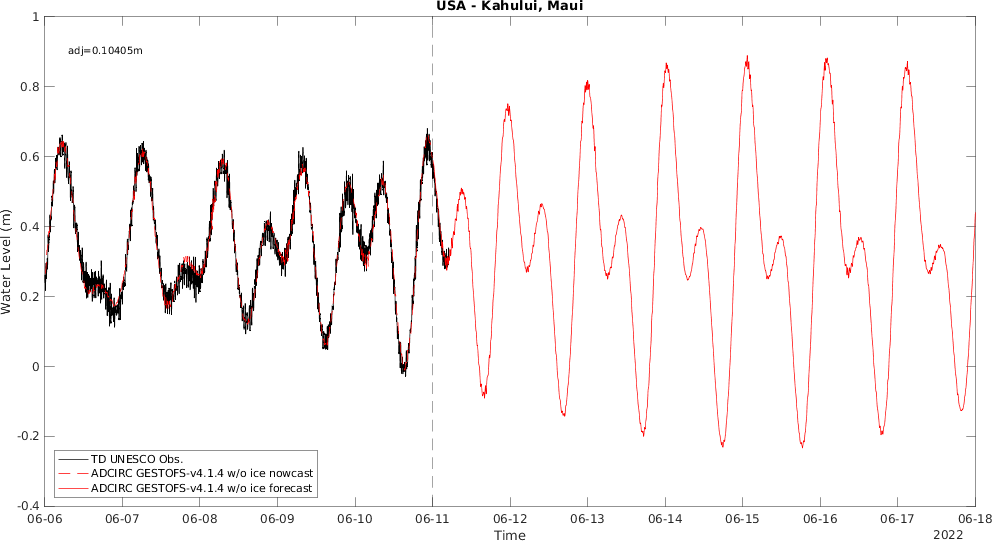 USA - Kahului, Maui
adj=0.10405m
Water Level (m)
1
0.8
0.6
0.4
0.2
0
-0.2
-0.4
TD UNESCO Obs.
ADCIRC GESTOFS-v4.1.4 w/o ice nowcast
ADCIRC GESTOFS-v4.1.4 w/o ice forecast
06-06 06-07 06-08 06-09 06-10 06-11 06-12 06-13 06-14 06-15 06-16 06-17 06-18
Time
2022